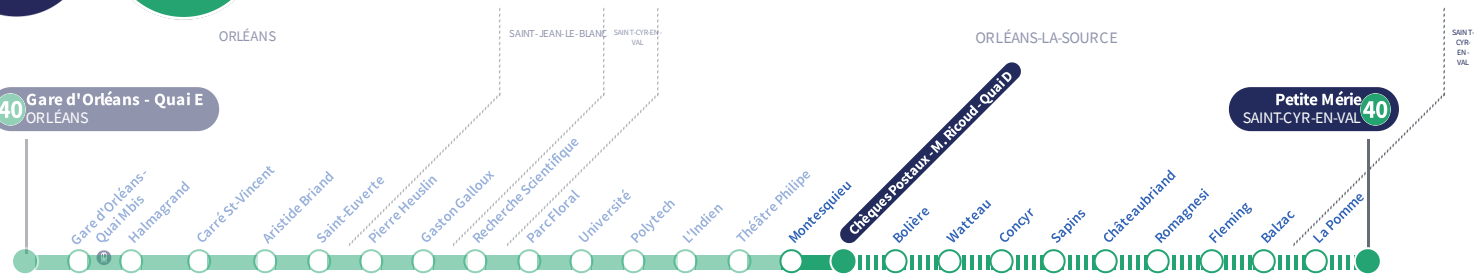 ORLÉANS
SAINT-JEAN-LE-BLANC
SAINT-CYR-EN-
VAL
ORLÉANS-LA-SOURCE
SAINT-
CYR-
EN-
VAL
40
Gare d'Orléans - Quai E
ORLÉANS
Petite Mérie
SAINT-CYR-EN-VAL
40
Gare d'Orléans-
Quai Mbis
Halmagrand
Carré St-Vincent
Aristide Briand
Saint-Euverte
Pierre Heuslin
Gaston Galloux
Recherche Scientifique
Parc Floral
Université
Polytech
L'Indien
Théâtre Philipe
Montesquieu
Chèques Postaux - M. Ricoud - Quai D
Bolière
Watteau
Concyr
Sapins
Châteaubriand
Romagnesi
Fleming
Balzac
La Pomme